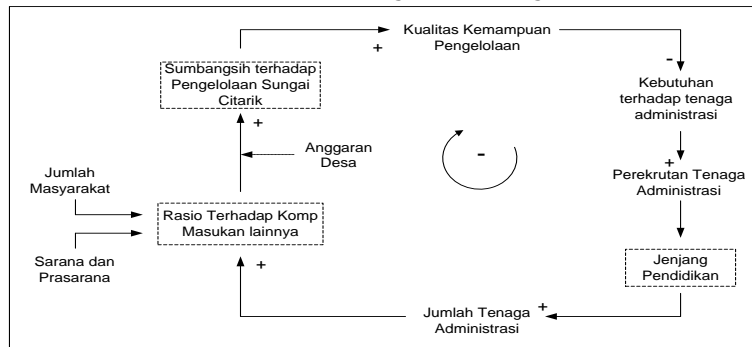 Kualitas Kemampuan
Pengelolaan
+
-
Sumbangsih terhadap
Pengelolaan Sungai
Citarik
Kebutuhan
terhadap tenaga
administrasi
+
Anggaran
Desa
-
+
Perekrutan Tenaga
Administrasi
Jumlah
Masyarakat
Rasio Terhadap Komp
Masukan lainnya
Sarana dan
Prasarana
Jenjang
Pendidikan
+
Jumlah Tenaga
Administrasi
+